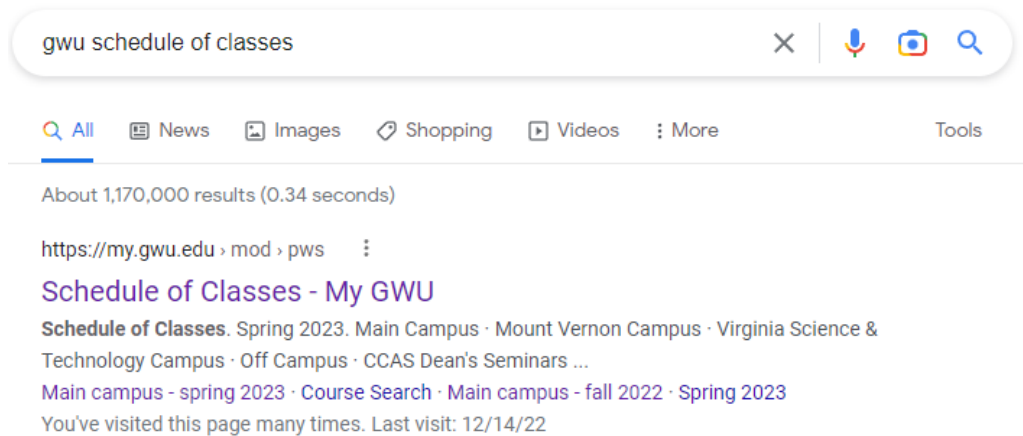 gwu schedule of classes
All News Images Shopping Videos More Tools
About 1,170,000 results (0.34 seconds)
https://my.gwu.edu › mod › pws
Schedule of Classes - My GWU
Schedule of Classes. Spring 2023. Main Campus · Mount Vernon Campus · Virginia Science &
Technology Campus · Off Campus · CCAS Dean's Seminars ...
Main campus - spring 2023 · Course Search · Main campus - fall 2022 · Spring 2023
You've visited this page many times. Last visit: 12/14/22